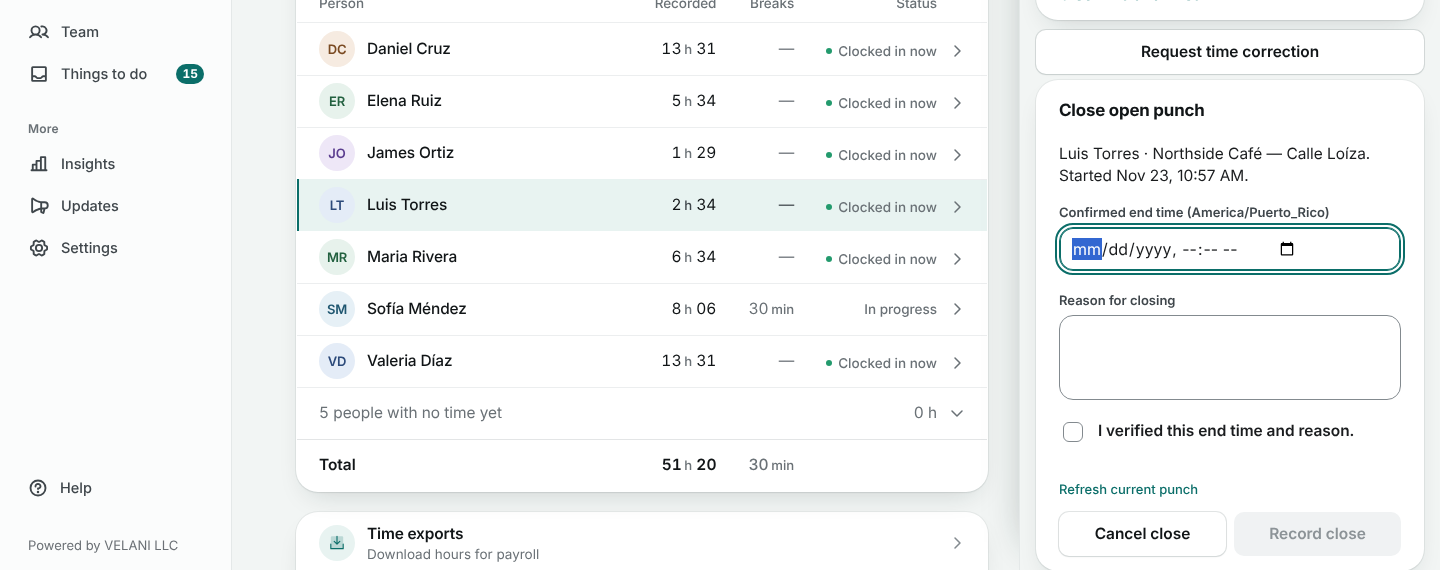 Team
Things to do 15
More
Insights
Updates
Settings
Help
Powered by VELANI LLC
Person Recorded Breaks Status
DC Daniel Cruz 13 h 31 — Clocked in now
ER Elena Ruiz 5 h 34 — Clocked in now
JO James Ortiz 1 h 29 — Clocked in now
LT Luis Torres 2 h 34 — Clocked in now
MR Maria Rivera 6 h 34 — Clocked in now
SM Sofía Méndez 8 h 06 30 min In progress
VD Valeria Díaz 13 h 31 — Clocked in now
5 people with no time yet 0 h
Total 51 h 20 30 min
Time exports
Download hours for payroll
Request time correction
Close open punch
Luis Torres · Northside Café — Calle Loíza.
Started Nov 23, 10:57 AM.
Confirmed end time (America/Puerto_Rico)
mm/dd/yyyy, --:-- --
Reason for closing
I verified this end time and reason.
Refresh current punch
Cancel close Record close